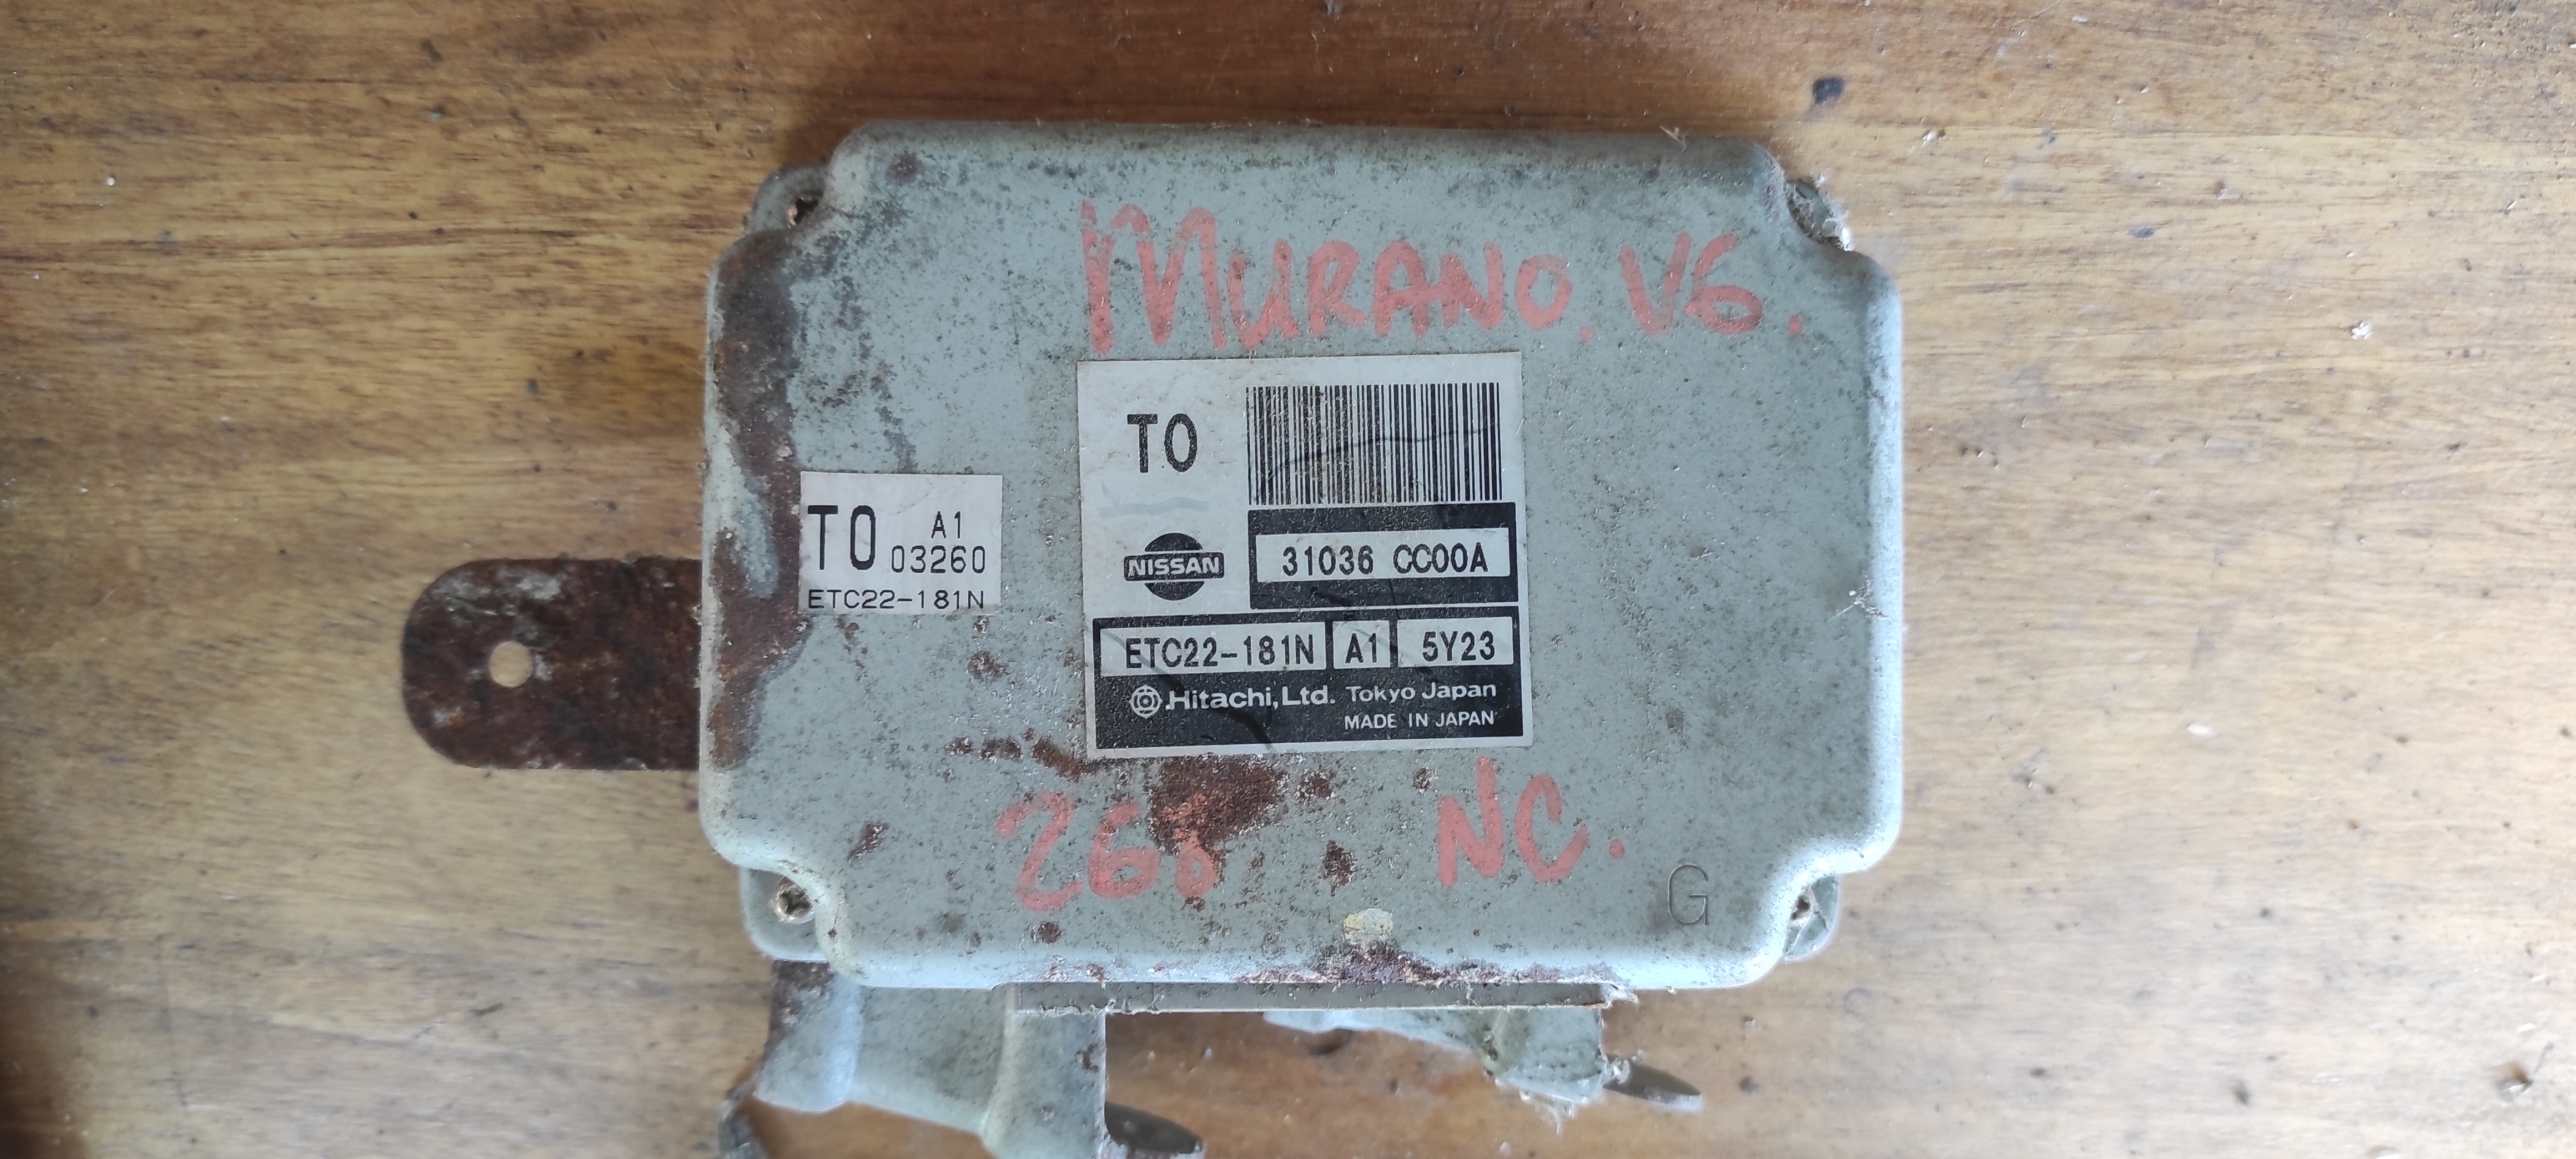 MURANO. V6.
TO
NISSAN
31036 CC00A
ETC22-181N A1 5Y23
Hitachi, Ltd. Tokyo Japan
MADE IN JAPAN
TO A1
03260
ETC22-181N
NC.
G